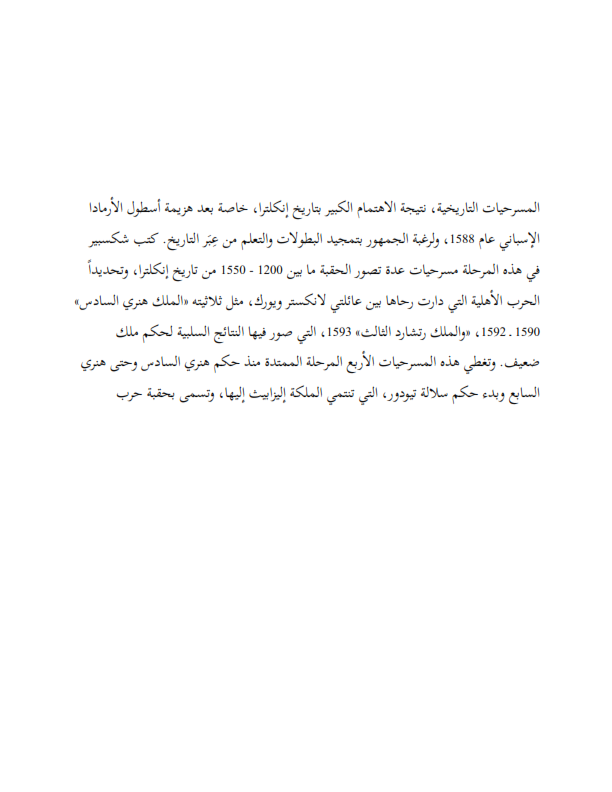 المسرحيات التاريخية، نتيجة الاهتمام الكبير بتاريخ إنكلترا، خاصة بعد هزيمة أسطول الأرمادا
الإسباني عام 1588، ولرغبة الجمهور بتمجيد البطولات والتعلم من عِبَر التاريخ. كتب شكسبير
في هذه المرحلة مسرحيات عدة تصور الحقبة ما بين 1200 - 1550 من تاريخ إنكلترا، وتحديداً
الحرب الأهلية التي دارت رحاها بين عائلتي لانكستر ويورك، مثل ثلاثيته «الملك هنري السادس»
1590 ـ 1592، «والملك رتشارد الثالث» 1593، التي صور فيها النتائج السلبية لحكم ملك
ضعيف. وتغطي هذه المسرحيات الأربع المرحلة الممتدة منذ حكم هنري السادس وحتى هنري
السابع وبدء حكم سلالة تيودور، التي تنتمي الملكة إليزابيث إليها، وتسمى بحقبة حرب